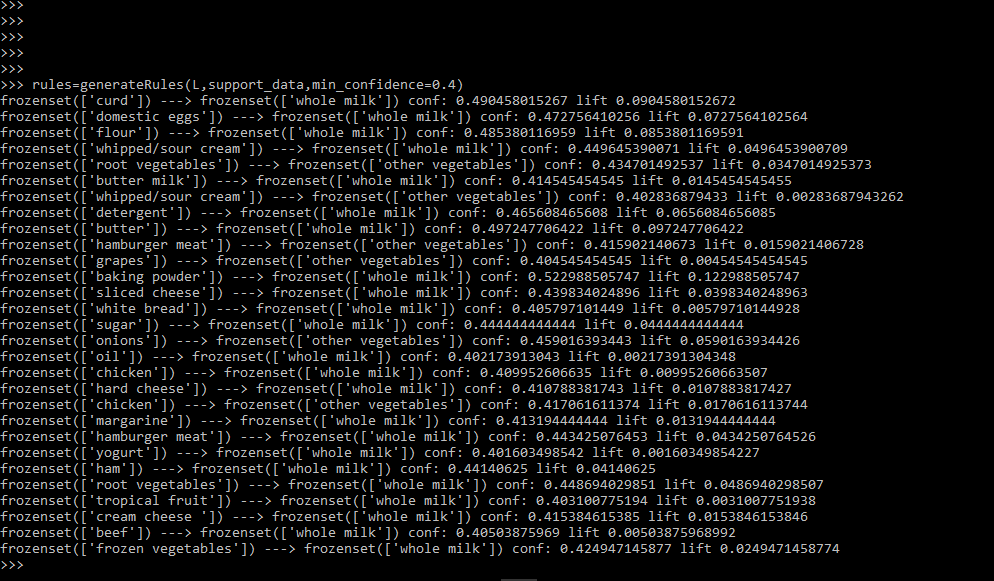 >>>
>>>
>>>
>>>
>>>
>>> rules=generateRules(L,support_data,min_confidence=0.4)
frozenset(['curd']) ---> frozenset(['whole milk']) conf: 0.490458015267 lift 0.0904580152672
frozenset(['domestic eggs']) ---> frozenset(['whole milk']) conf: 0.472756410256 lift 0.0727564102564
frozenset(['flour']) ---> frozenset(['whole milk']) conf: 0.485380116959 lift 0.0853801169591
frozenset(['whipped/sour cream']) ---> frozenset(['whole milk']) conf: 0.449645390071 lift 0.0496453900709
frozenset(['root vegetables']) ---> frozenset(['other vegetables']) conf: 0.434701492537 lift 0.0347014925373
frozenset(['butter milk']) ---> frozenset(['whole milk']) conf: 0.414545454545 lift 0.0145454545455
frozenset(['whipped/sour cream']) ---> frozenset(['other vegetables']) conf: 0.402836879433 lift 0.00283687943262
frozenset(['detergent']) ---> frozenset(['whole milk']) conf: 0.465608465608 lift 0.0656084656085
frozenset(['butter']) ---> frozenset(['whole milk']) conf: 0.497247706422 lift 0.097247706422
frozenset(['hamburger meat']) ---> frozenset(['other vegetables']) conf: 0.415902140673 lift 0.0159021406728
frozenset(['grapes']) ---> frozenset(['other vegetables']) conf: 0.404545454545 lift 0.00454545454545
frozenset(['baking powder']) ---> frozenset(['whole milk']) conf: 0.522988505747 lift 0.122988505747
frozenset(['sliced cheese']) ---> frozenset(['whole milk']) conf: 0.439834024896 lift 0.0398340248963
frozenset(['white bread']) ---> frozenset(['whole milk']) conf: 0.405797101449 lift 0.00579710144928
frozenset(['sugar']) ---> frozenset(['whole milk']) conf: 0.444444444444 lift 0.0444444444444
frozenset(['onions']) ---> frozenset(['other vegetables']) conf: 0.459016393443 lift 0.0590163934426
frozenset(['oil']) ---> frozenset(['whole milk']) conf: 0.402173913043 lift 0.00217391304348
frozenset(['chicken']) ---> frozenset(['whole milk']) conf: 0.409952606635 lift 0.00995260663507
frozenset(['hard cheese']) ---> frozenset(['whole milk']) conf: 0.410788381743 lift 0.0107883817427
frozenset(['chicken']) ---> frozenset(['other vegetables']) conf: 0.417061611374 lift 0.0170616113744
frozenset(['margarine']) ---> frozenset(['whole milk']) conf: 0.413194444444 lift 0.0131944444444
frozenset(['hamburger meat']) ---> frozenset(['whole milk']) conf: 0.443425076453 lift 0.0434250764526
frozenset(['yogurt']) ---> frozenset(['whole milk']) conf: 0.401603498542 lift 0.00160349854227
frozenset(['ham']) ---> frozenset(['whole milk']) conf: 0.44140625 lift 0.04140625
frozenset(['root vegetables']) ---> frozenset(['whole milk']) conf: 0.448694029851 lift 0.0486940298507
frozenset(['tropical fruit']) ---> frozenset(['whole milk']) conf: 0.403100775194 lift 0.0031007751938
frozenset(['cream cheese ']) ---> frozenset(['whole milk']) conf: 0.415384615385 lift 0.0153846153846
frozenset(['beef']) ---> frozenset(['whole milk']) conf: 0.40503875969 lift 0.00503875968992
frozenset(['frozen vegetables']) ---> frozenset(['whole milk']) conf: 0.424947145877 lift 0.0249471458774
>>>